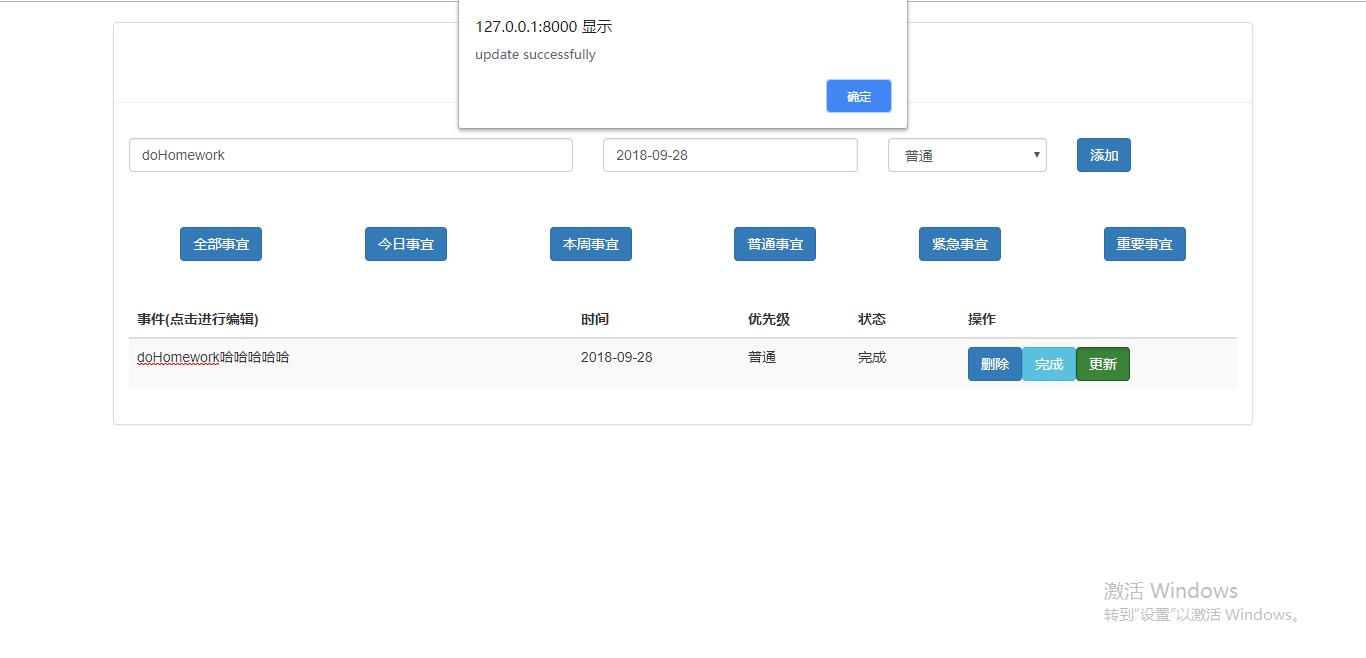 127.0.0.1:8000 显示
update successfully
确定
doHomework 2018-09-28 普通 添加
全部事宜 今日事宜 本周事宜 普通事宜 紧急事宜 重要事宜
事件(点击进行编辑) 时间 优先级 状态 操作
doHomework哈哈哈哈哈 2018-09-28 普通 完成 删除 完成 更新
激活 Windows
转到“设置”以激活 Windows。